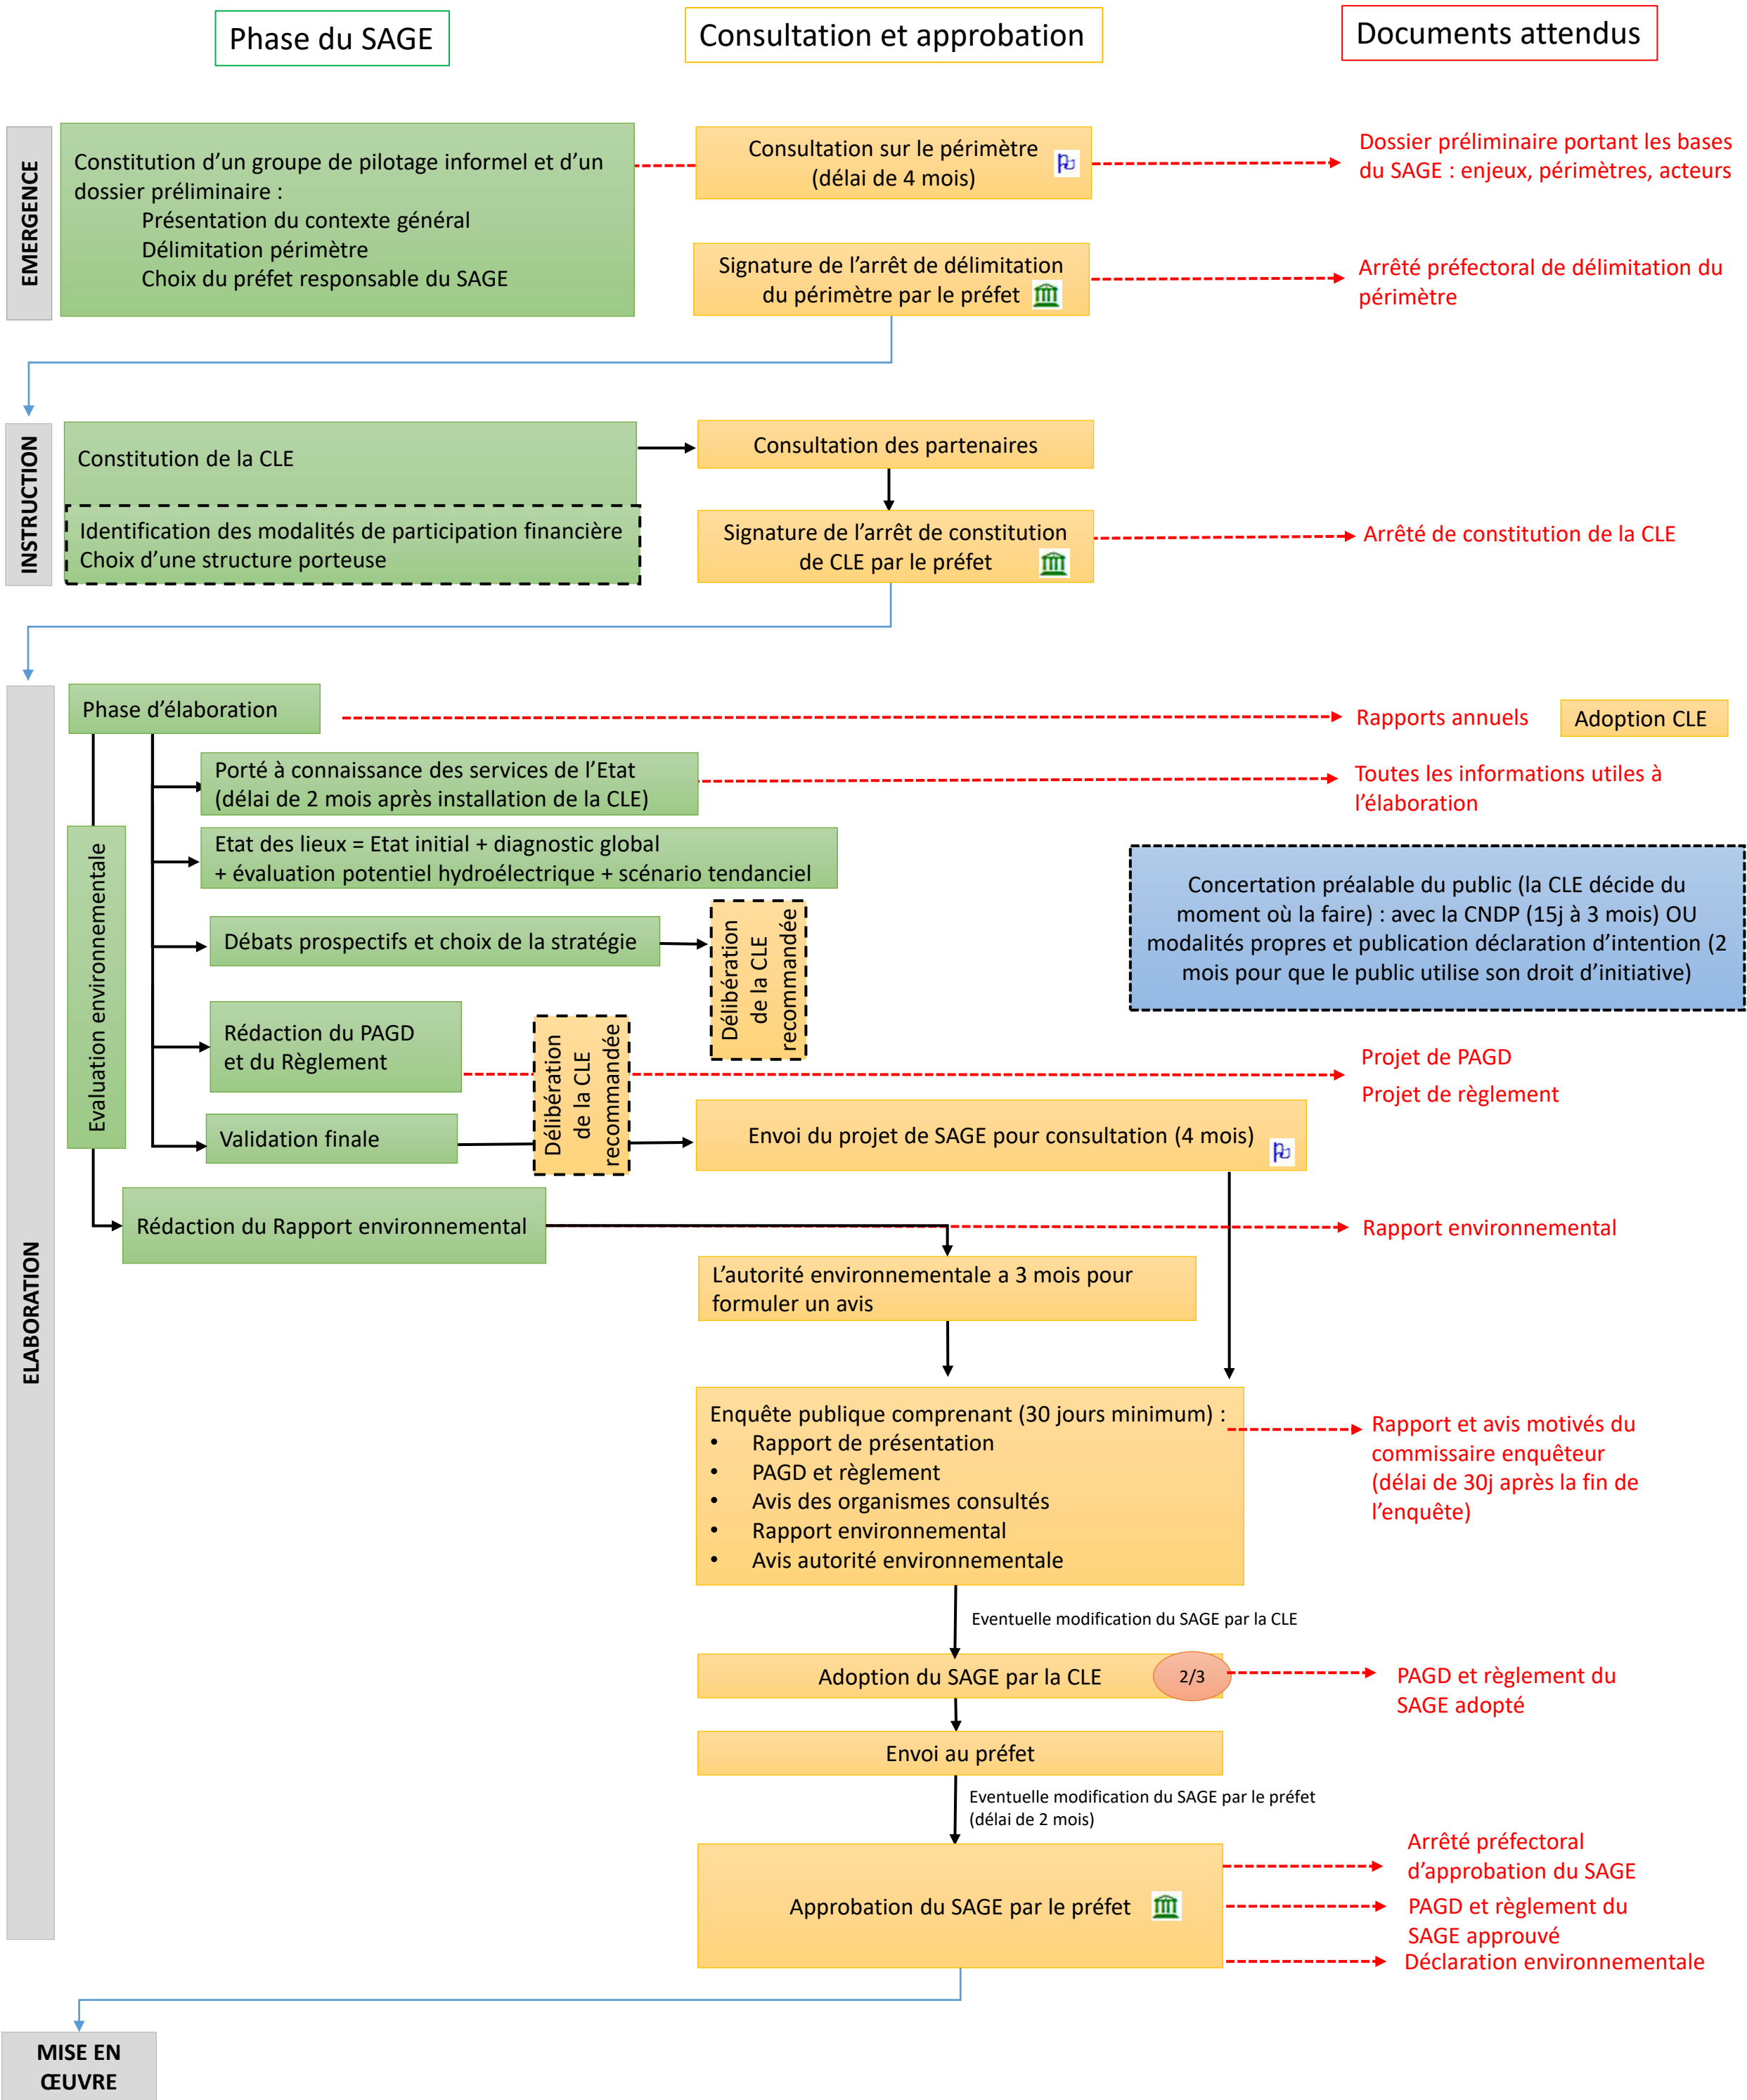 Phase du SAGE
Consultation et approbation
Documents attendus
EMERGENCE
Constitution d’un groupe de pilotage informel et d’un
dossier préliminaire :
Présentation du contexte général
Délimitation périmètre
Choix du préfet responsable du SAGE
Consultation sur le périmètre
(délai de 4 mois)
Dossier préliminaire portant les bases
du SAGE : enjeux, périmètres, acteurs
Signature de l’arrêt de délimitation
du périmètre par le préfet
Arrêté préfectoral de délimitation du
périmètre
INSTRUCTION
Constitution de la CLE
Identification des modalités de participation financière
Choix d’une structure porteuse
Consultation des partenaires
Signature de l’arrêt de constitution
de CLE par le préfet
Arrêté de constitution de la CLE
ELABORATION
Phase d’élaboration
Rapports annuels
Adoption CLE
Porté à connaissance des services de l’Etat
(délai de 2 mois après installation de la CLE)
Toutes les informations utiles à
l’élaboration
Evaluation environnementale
Etat des lieux = Etat initial + diagnostic global
+ évaluation potentiel hydroélectrique + scénario tendanciel
Concertation préalable du public (la CLE décide du
moment où la faire) : avec la CNDP (15j à 3 mois) OU
modalités propres et publication déclaration d’intention (2
mois pour que le public utilise son droit d’initiative)
Débats prospectifs et choix de la stratégie
Délibération
de la CLE
recommandée
Rédaction du PAGD
et du Règlement
Délibération
de la CLE
recommandée
Projet de PAGD
Projet de règlement
Validation finale
Envoi du projet de SAGE pour consultation (4 mois)
Rédaction du Rapport environnemental
Rapport environnemental
L’autorité environnementale a 3 mois pour
formuler un avis
Enquête publique comprenant (30 jours minimum) :
• Rapport de présentation
• PAGD et règlement
• Avis des organismes consultés
• Rapport environnemental
• Avis autorité environnementale
Rapport et avis motivés du
commissaire enquêteur
(délai de 30j après la fin de
l’enquête)
Eventuelle modification du SAGE par la CLE
Adoption du SAGE par la CLE
2/3
PAGD et règlement du
SAGE adopté
Envoi au préfet
Eventuelle modification du SAGE par le préfet
(délai de 2 mois)
Approbation du SAGE par le préfet
Arrêté préfectoral
d’approbation du SAGE
PAGD et règlement du
SAGE approuvé
Déclaration environnementale
MISE EN
ŒUVRE